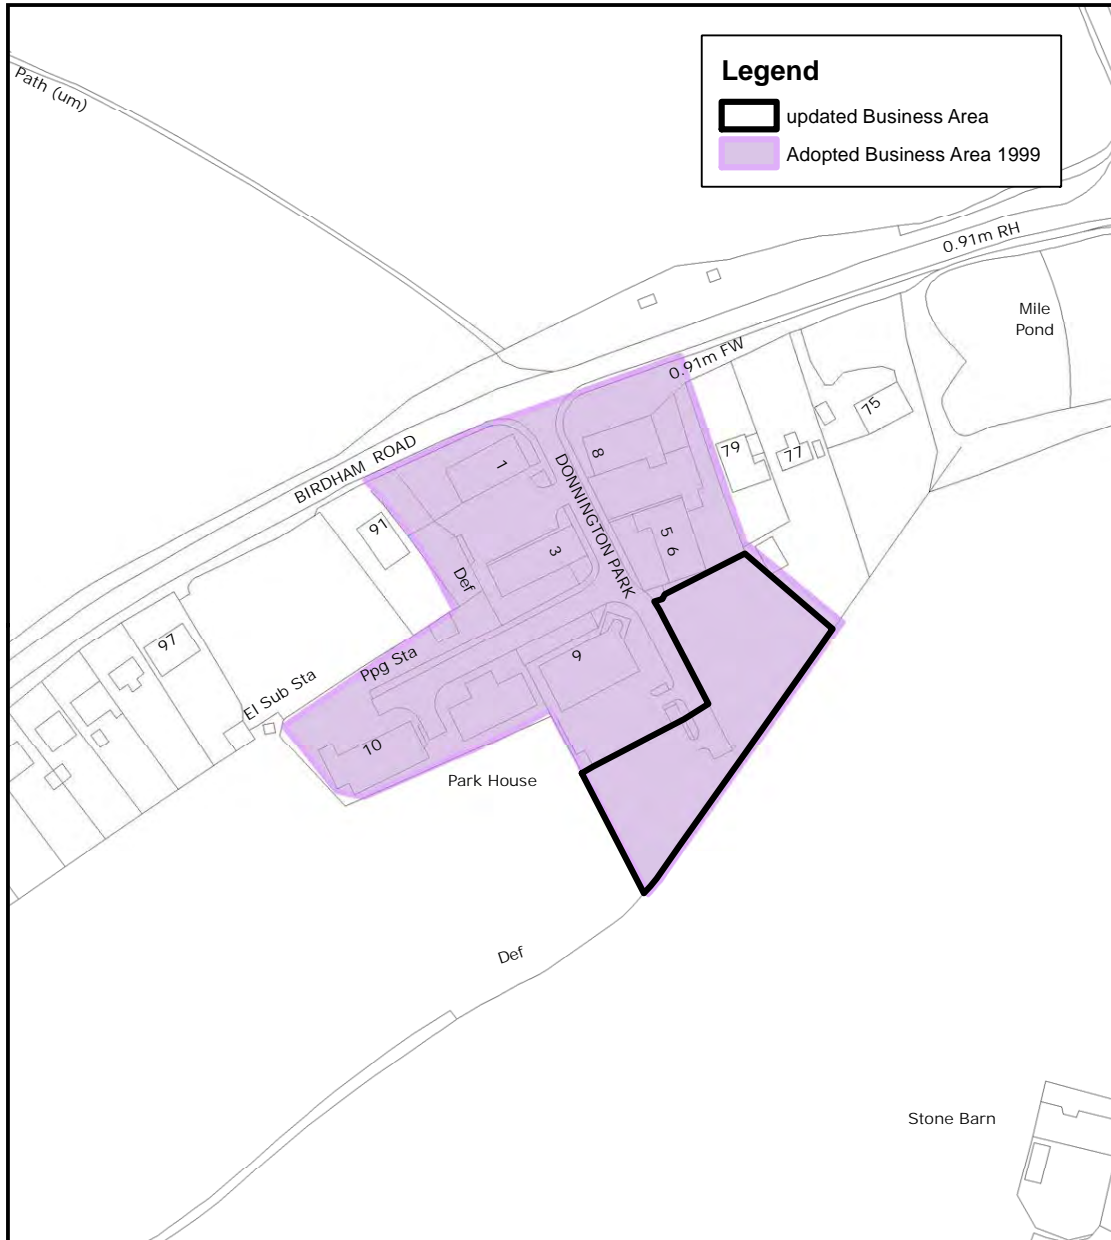 Legend
updated Business Area
Adopted Business Area 1999
Path (um)
0.91m RH
Mile
Pond
0.91m FW
75
79
77
BIRDHAM ROAD
1
8
DONNINGTON PARK
91
3
5
6
Def
97
Ppg Sta
9
El Sub Sta
10
Park House
Def
Stone Barn